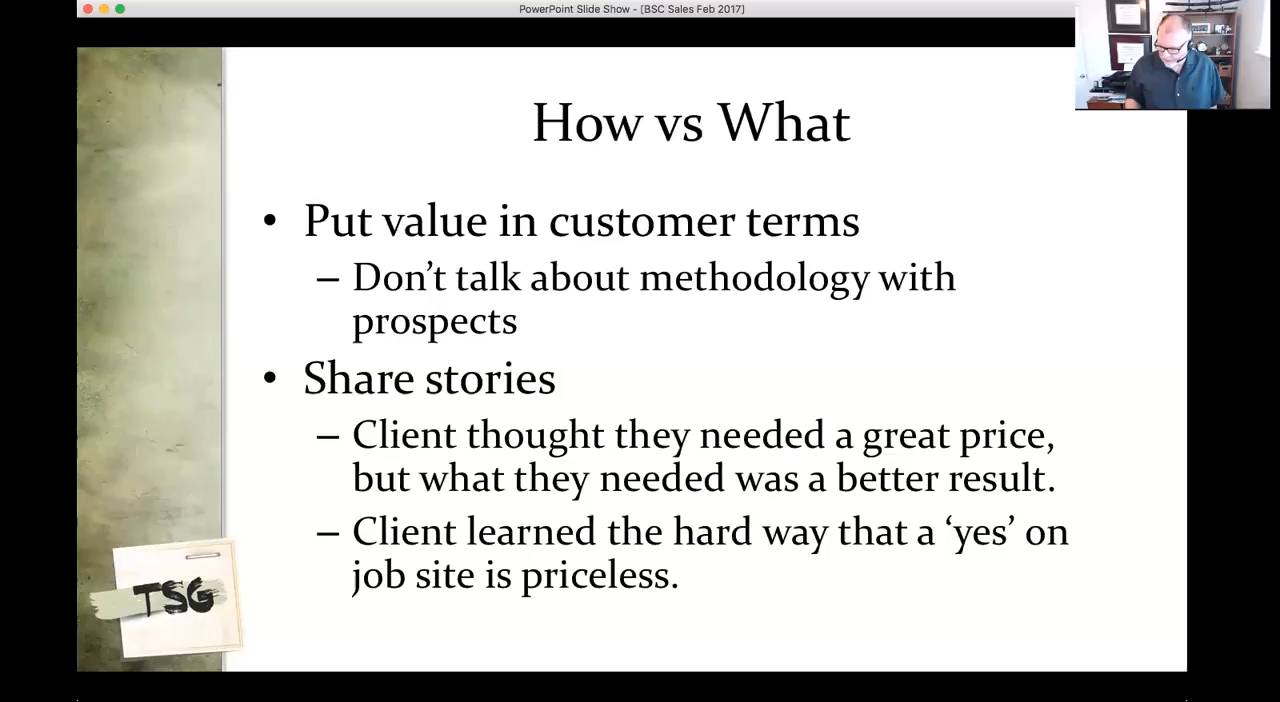 PowerPoint Slide Show - [BSC Sales Feb 2017]
How vs What
• Put value in customer terms
– Don’t talk about methodology with
prospects
• Share stories
– Client thought they needed a great price,
but what they needed was a better result.
– Client learned the hard way that a ‘yes’ on
job site is priceless.
TSG